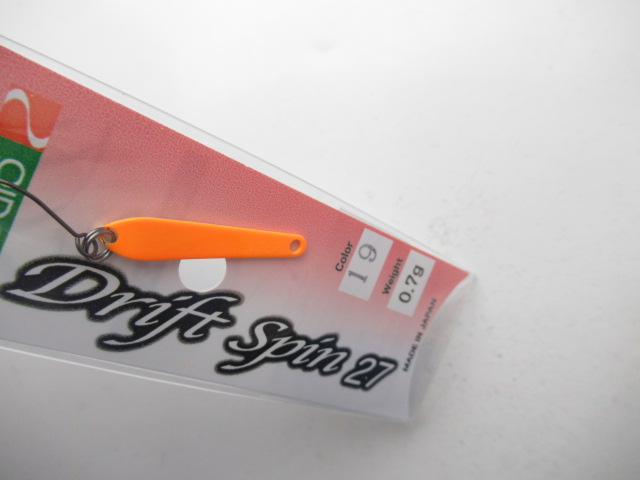 Drift Spin 27
Color
19
Weight
0.7g
MADE IN JAPAN